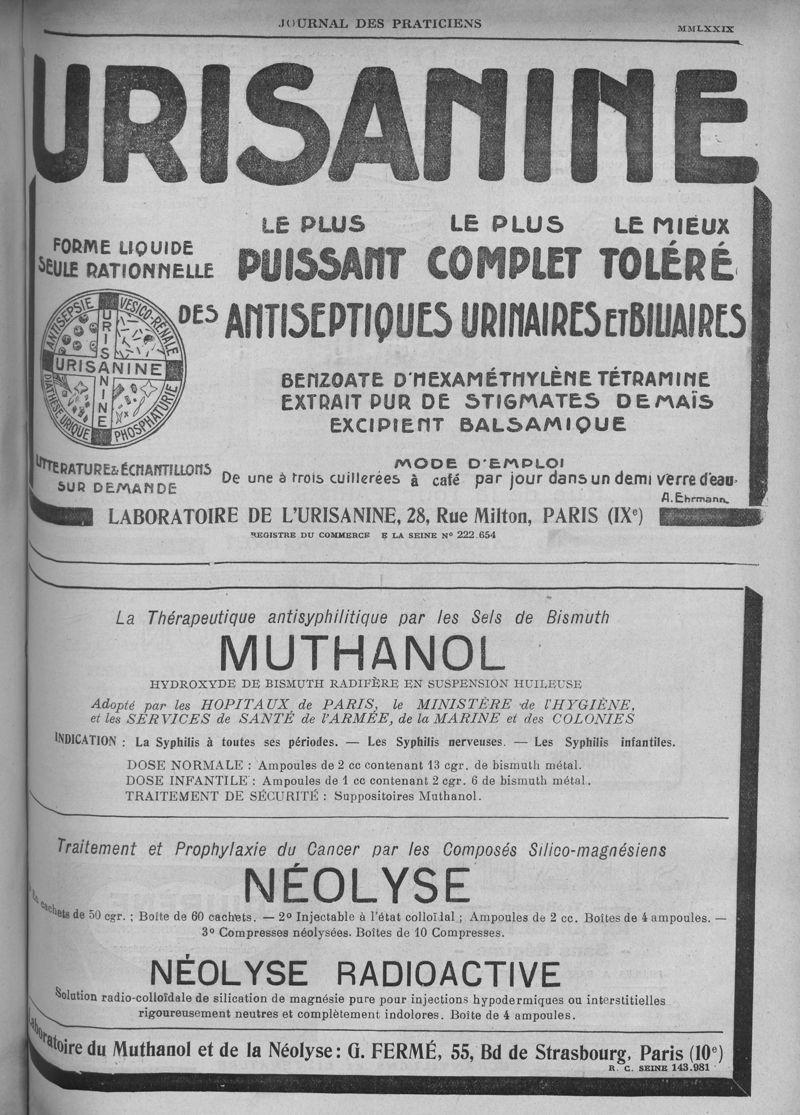 JOURNAL DES PRATICIENS
MMLXXIX
URISANINE
FORME LIQUIDE
SEULE RATIONNELLE
LE PLUS LE PLUS LE MIEUX
PUISSANT COMPLET TOLÉRÉ
DES ANTISEPTIQUES URINAIRES ET BILIAIRES
ANTISEPSIE VESICO-RÉNALE
URISANINE
URISANINE
DIATHÈSE URIQUE PHOSPHATURIE
BENZOATE D'HEXAMÉTHYLÈNE TÉTRAMINE
EXTRAIT PUR DE STIGMATES DE MAÏS
EXCIPIENT BALSAMIQUE
LITTÉRATURE & ÉCHANTILLONS
SUR DEMANDE
MODE D'EMPLOI
De une à trois cuillerées à café par jour dans un demi verre d'eau.
A. Ehrmann
LABORATOIRE DE L'URISANINE, 28, Rue Milton, PARIS (IXe)
REGISTRE DU COMMERCE E LA SEINE No 222.654
La Thérapeutique antisyphilitique par les Sels de Bismuth
MUTHANOL
HYDROXYDE DE BISMUTH RADIFÈRE EN SUSPENSION HUILEUSE
Adopté par les HOPITAUX de PARIS, le MINISTÈRE de l'HYGIÈNE,
et les SERVICES de SANTÉ de l'ARMÉE, de la MARINE et des COLONIES
INDICATION : La Syphilis à toutes ses périodes. — Les Syphilis nerveuses. — Les Syphilis infantiles.
DOSE NORMALE : Ampoules de 2 cc contenant 13 cgr. de bismuth métal.
DOSE INFANTILE : Ampoules de 1 cc contenant 2 cgr. 6 de bismuth métal.
TRAITEMENT DE SÉCURITÉ : Suppositoires Muthanol.
Traitement et Prophylaxie du Cancer par les Composés Silico-magnésiens
NÉOLYSE
cachets de 50 cgr. ; Boîte de 60 cachets. — 2o Injectable à l'état colloïdal ; Ampoules de 2 cc. Boîtes de 4 ampoules. —
3o Compresses néolysées. Boîtes de 10 Compresses.
NÉOLYSE RADIOACTIVE
Solution radio-colloïdale de silication de magnésie pure pour injections hypodermiques ou interstitielles
rigoureusement neutres et complètement indolores. Boîte de 4 ampoules.
Laboratoire du Muthanol et de la Néolyse : G. FERMÉ, 55, Bd de Strasbourg, Paris (10e)
R. C. SEINE 143.981